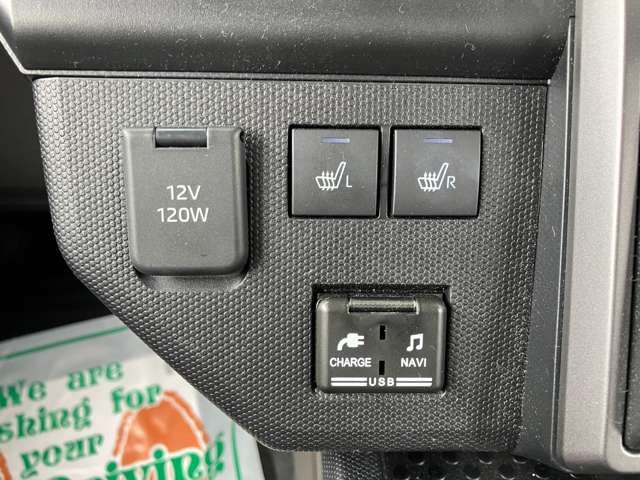 12V
120W
L
R
CHARGE NAVI
USB
We are
shing for
your
driving